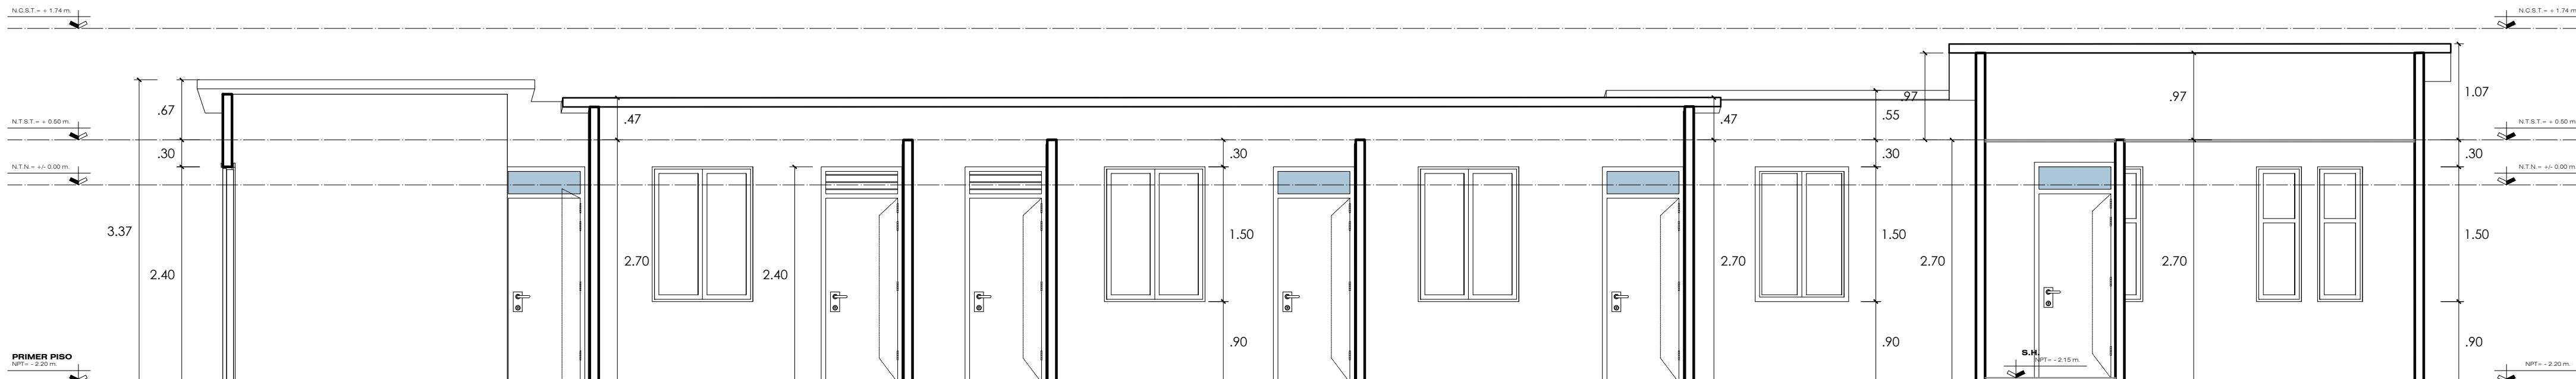 N.C.S.T.= + 1.74 m.
N.C.S.T.= + 1.74 m
.67
.47
.47
.97
.55
.97
1.07
N.T.S.T.= + 0.50 m.
N.T.S.T.= + 0.50 m
.30
.30
.30
.30
N.T.N.= +/- 0.00 m.
N.T.N.= +/- 0.00 m
3.37
2.40
2.70
2.40
1.50
2.70
1.50
2.70
2.70
1.50
.90
.90
.90
PRIMER PISO
NPT= - 2.20 m.
S.H.
NPT= - 2.15 m.
NPT= - 2.20 m.